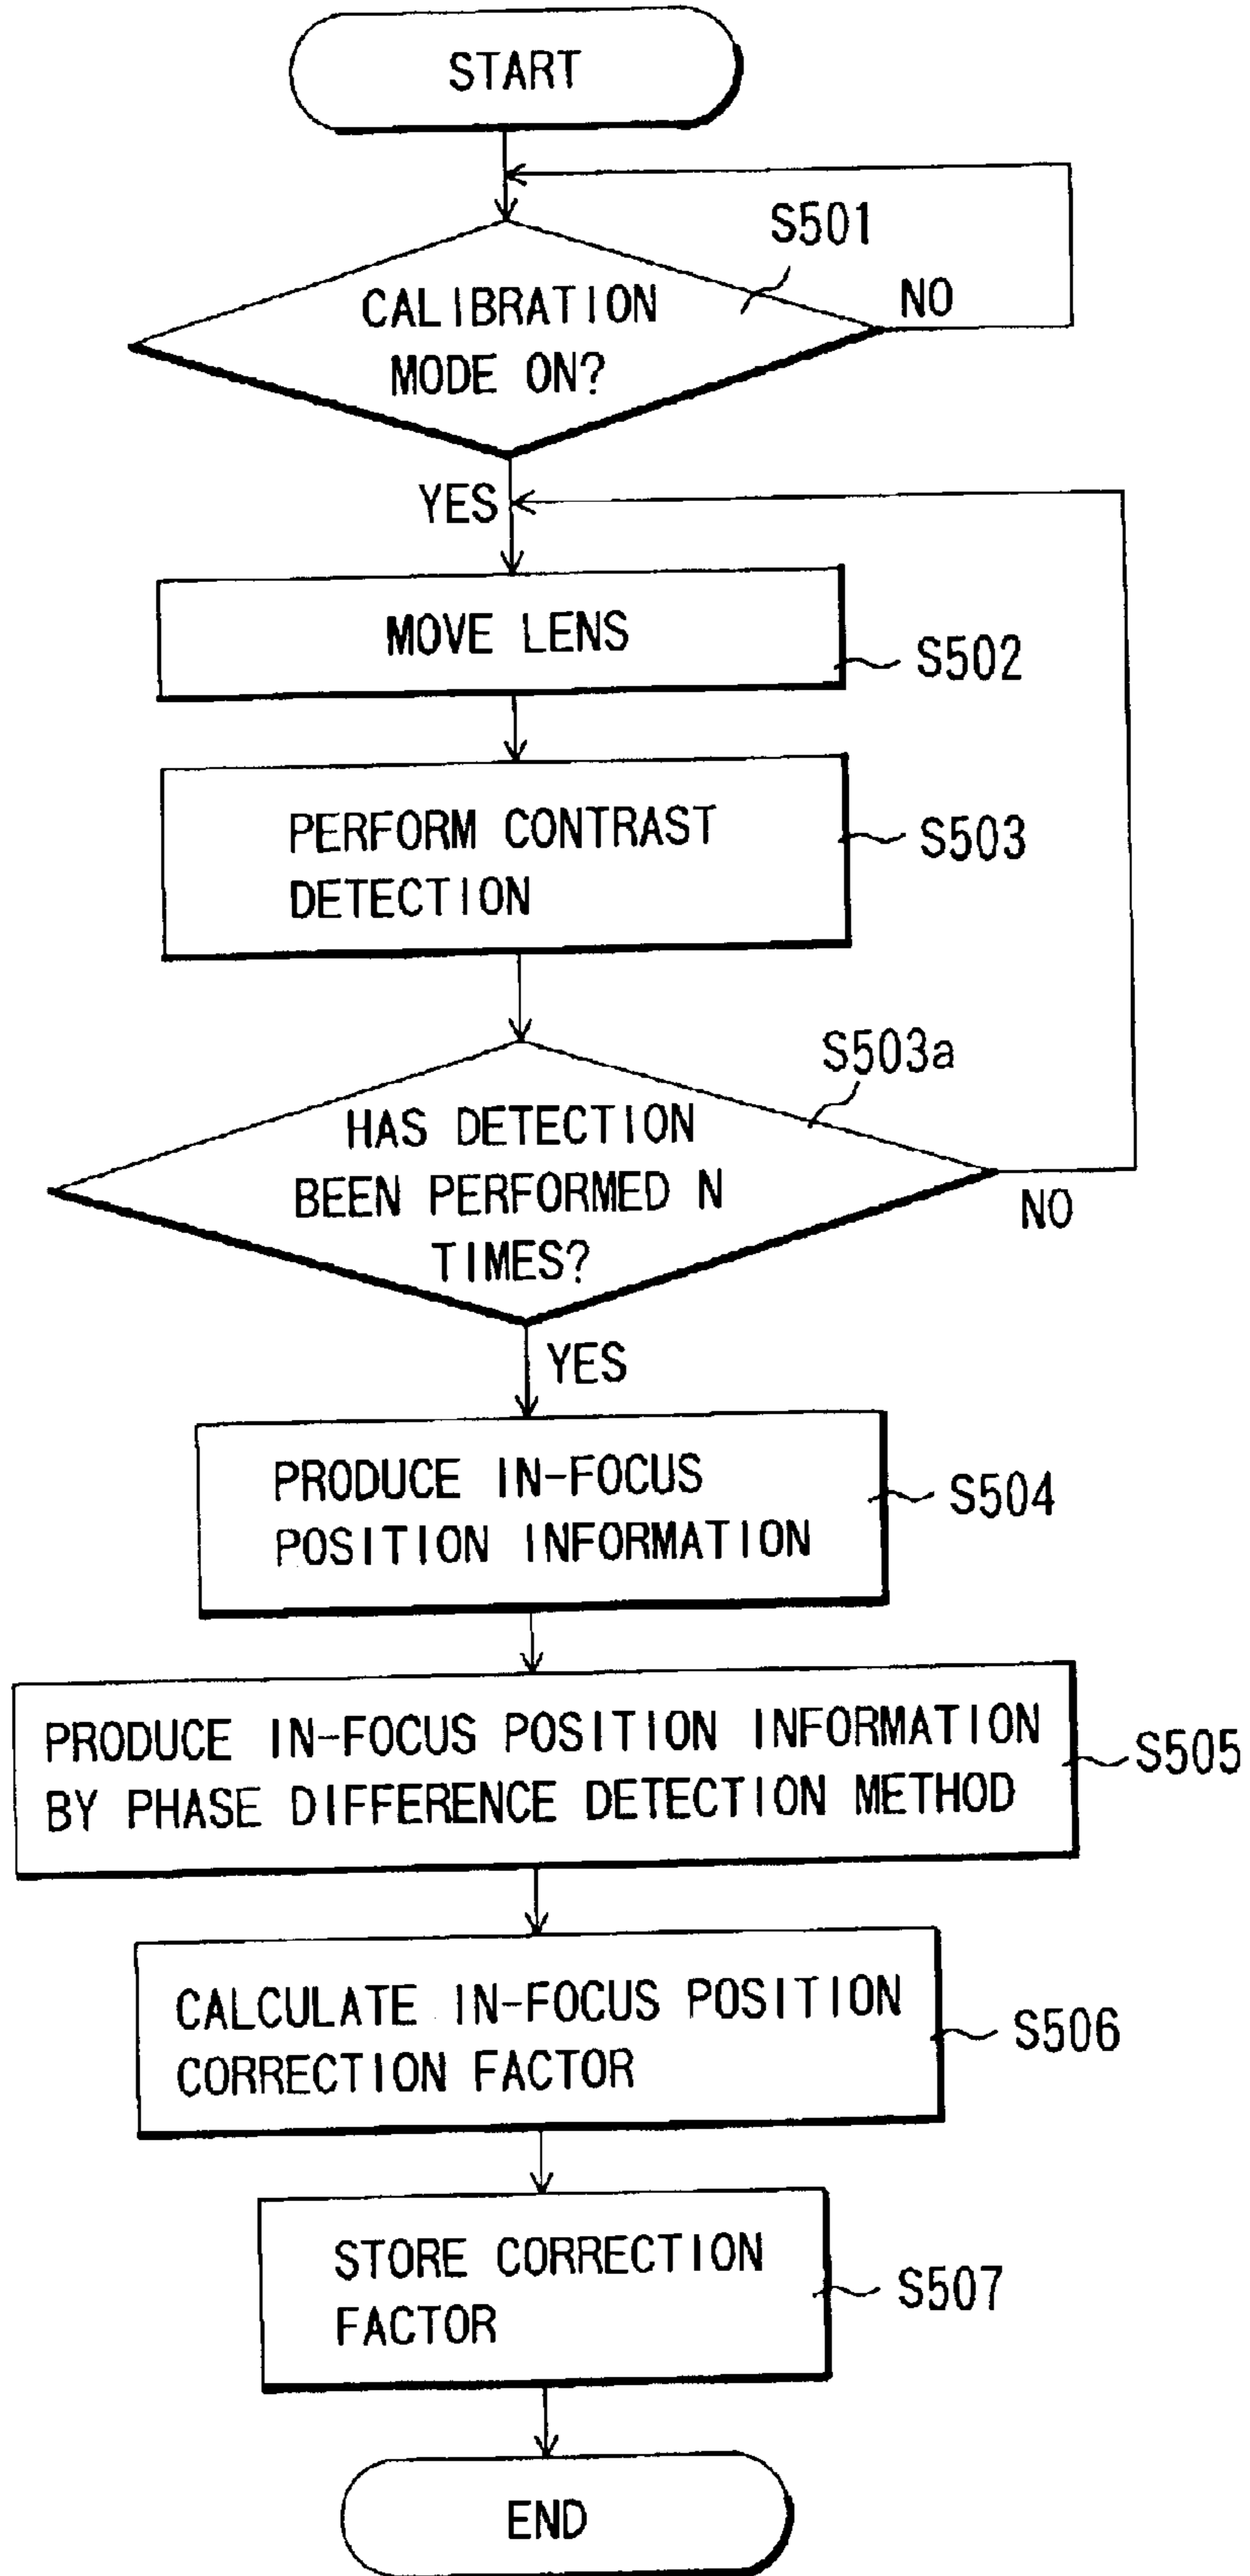 START
S501
CALIBRATION
MODE ON?
NO
YES
MOVE LENS
S502
PERFORM CONTRAST
DETECTION
S503
S503a
HAS DETECTION
BEEN PERFORMED N
TIMES?
NO
YES
PRODUCE IN-FOCUS
POSITION INFORMATION
S504
PRODUCE IN-FOCUS POSITION INFORMATION
BY PHASE DIFFERENCE DETECTION METHOD
S505
CALCULATE IN-FOCUS POSITION
CORRECTION FACTOR
S506
STORE CORRECTION
FACTOR
S507
END